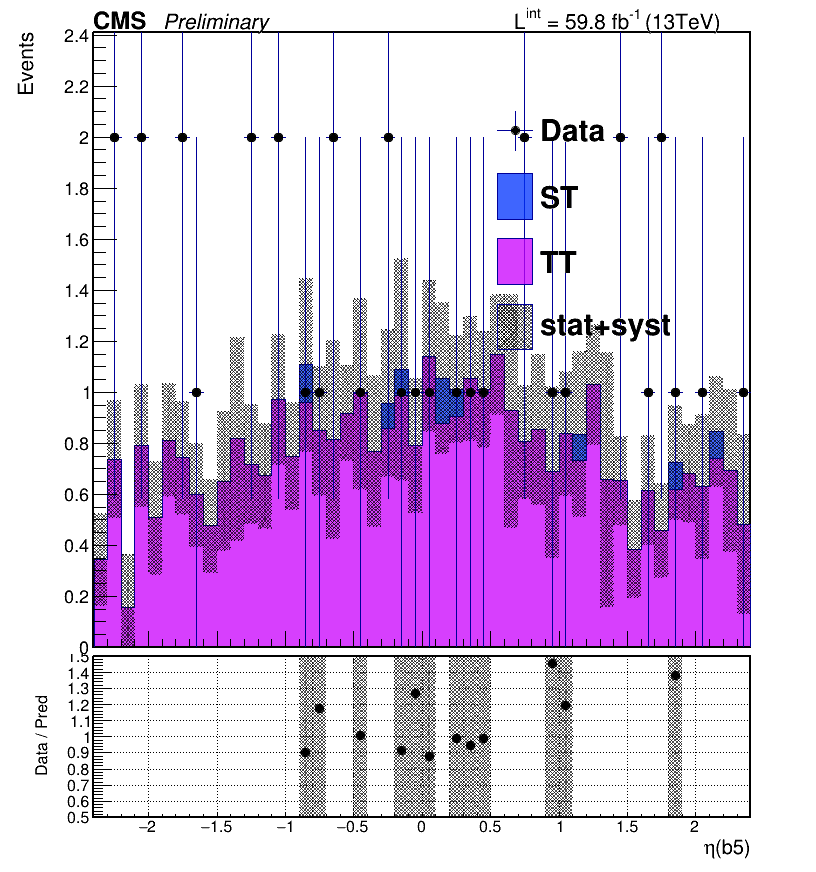 CMS Preliminary L^int = 59.8 fb^-1 (13TeV)
Events
2.4
2.2
2
1.8
1.6
1.4
1.2
1
0.8
0.6
0.4
0.2
0
Data
ST
TT
stat+syst
Data / Pred
1.5
1.4
1.3
1.2
1.1
1
0.9
0.8
0.7
0.6
0.5
−2 −1.5 −1 −0.5 0 0.5 1 1.5 2
η(b5)